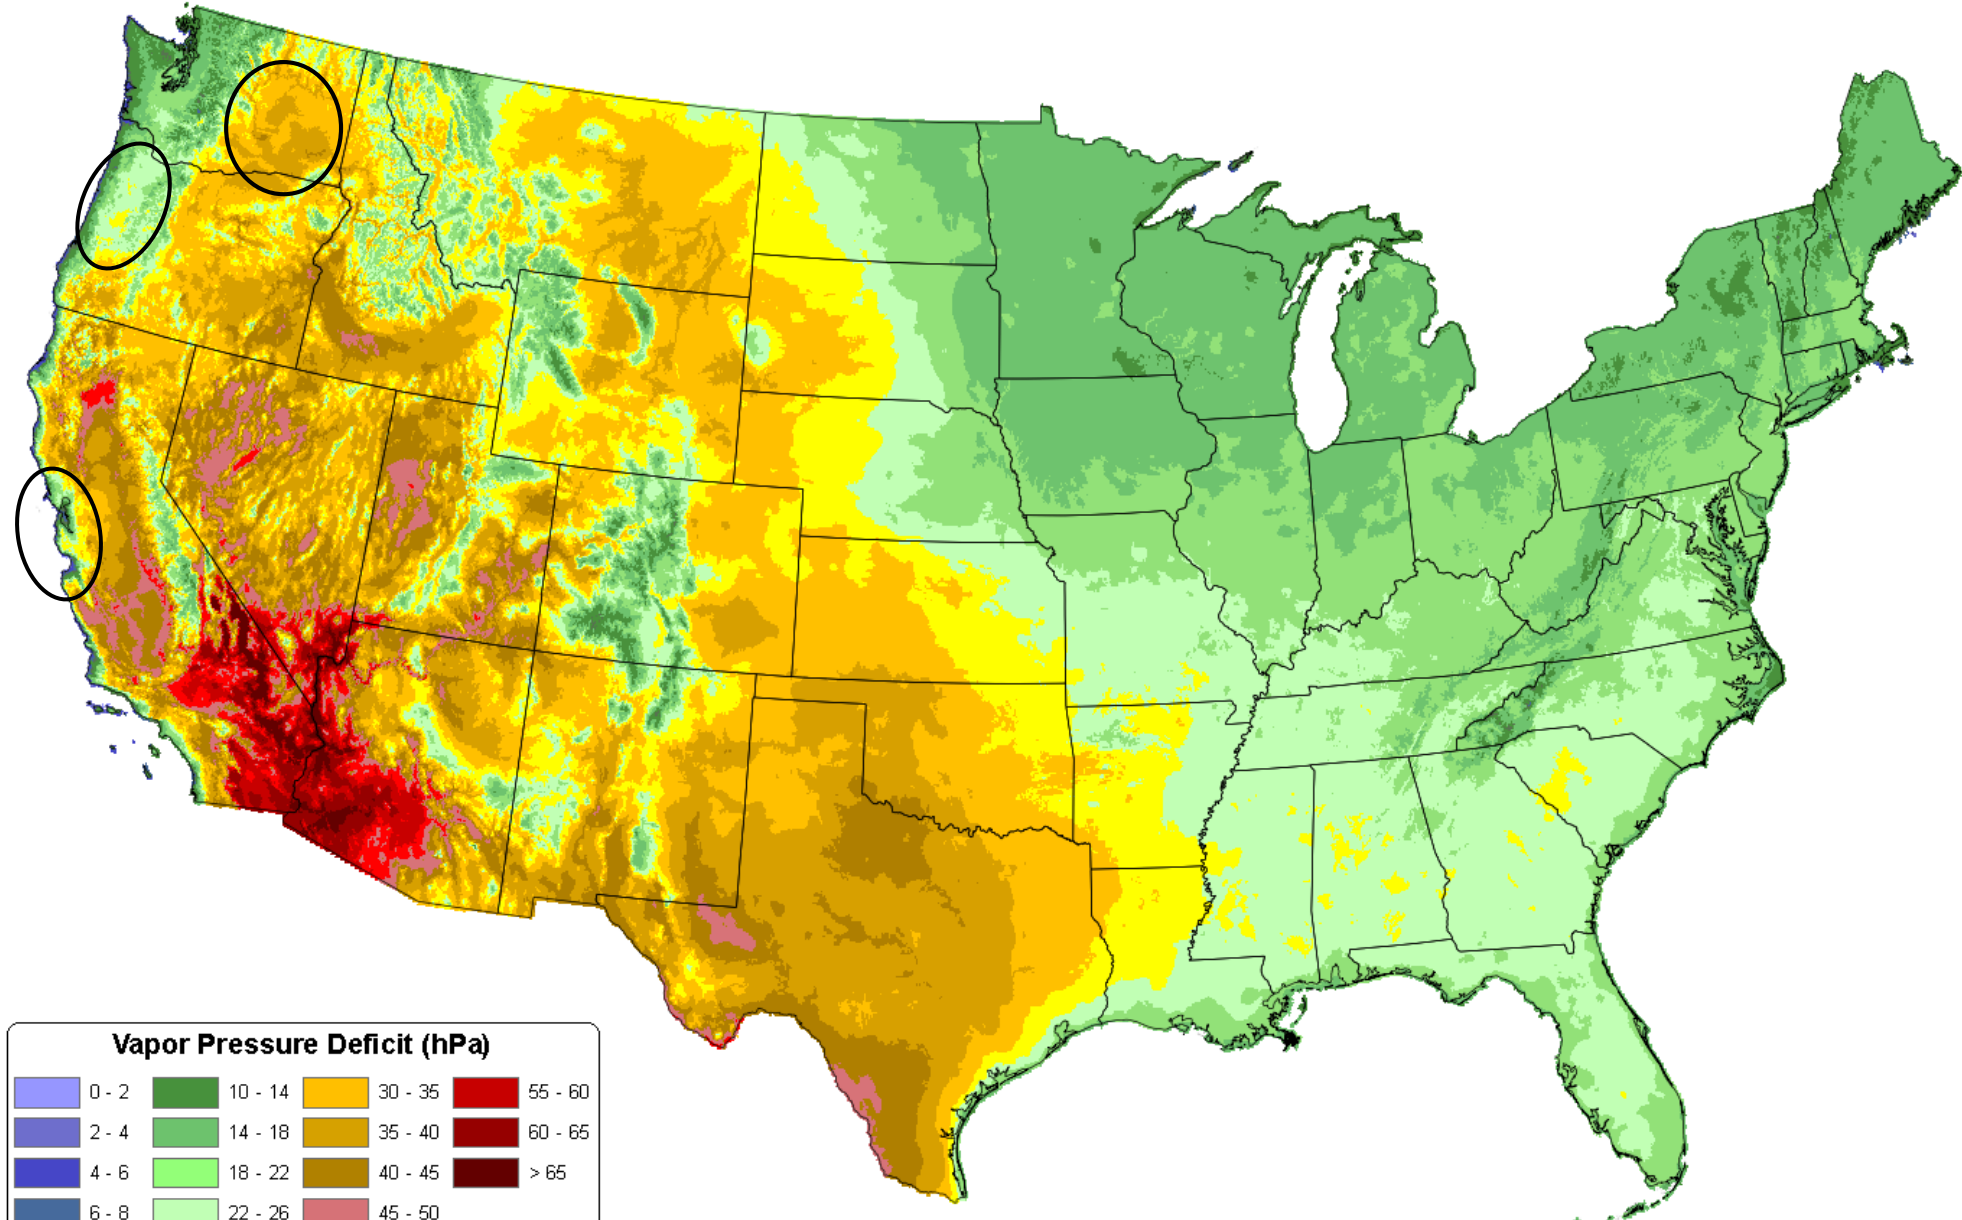 Vapor Pressure Deficit (hPa)
0 - 2 10 - 14 30 - 35 55 - 60
2 - 4 14 - 18 35 - 40 60 - 65
4 - 6 18 - 22 40 - 45 > 65
6 - 8 22 - 26 45 - 50